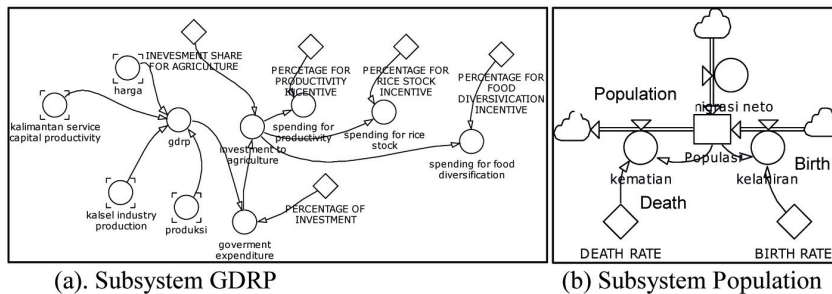 INEVESMENT SHARE
FOR AGRICULTURE
harga
kalimantan service
capital productivity
gdrp
kalsel industry
production
produksi
goverment
expenditure
PERCENTAGE OF
INVESTMENT
investment to
agriculture
PERCETAGE FOR
PRODUCTIVITY
INCENTIVE
spending for
productivity
PERCENTAGE FOR
RICE STOCK
INCENTIVE
spending for rice
stock
PERCENTAGE FOR
FOOD
DIVERSIVICATION
INCENTIVE
spending for food
diversification
(a). Subsystem GDRP
Population
migrasi neto
Populasi
kematian
kelahiran
Birth
Death
DEATH RATE
BIRTH RATE
(b) Subsystem Population